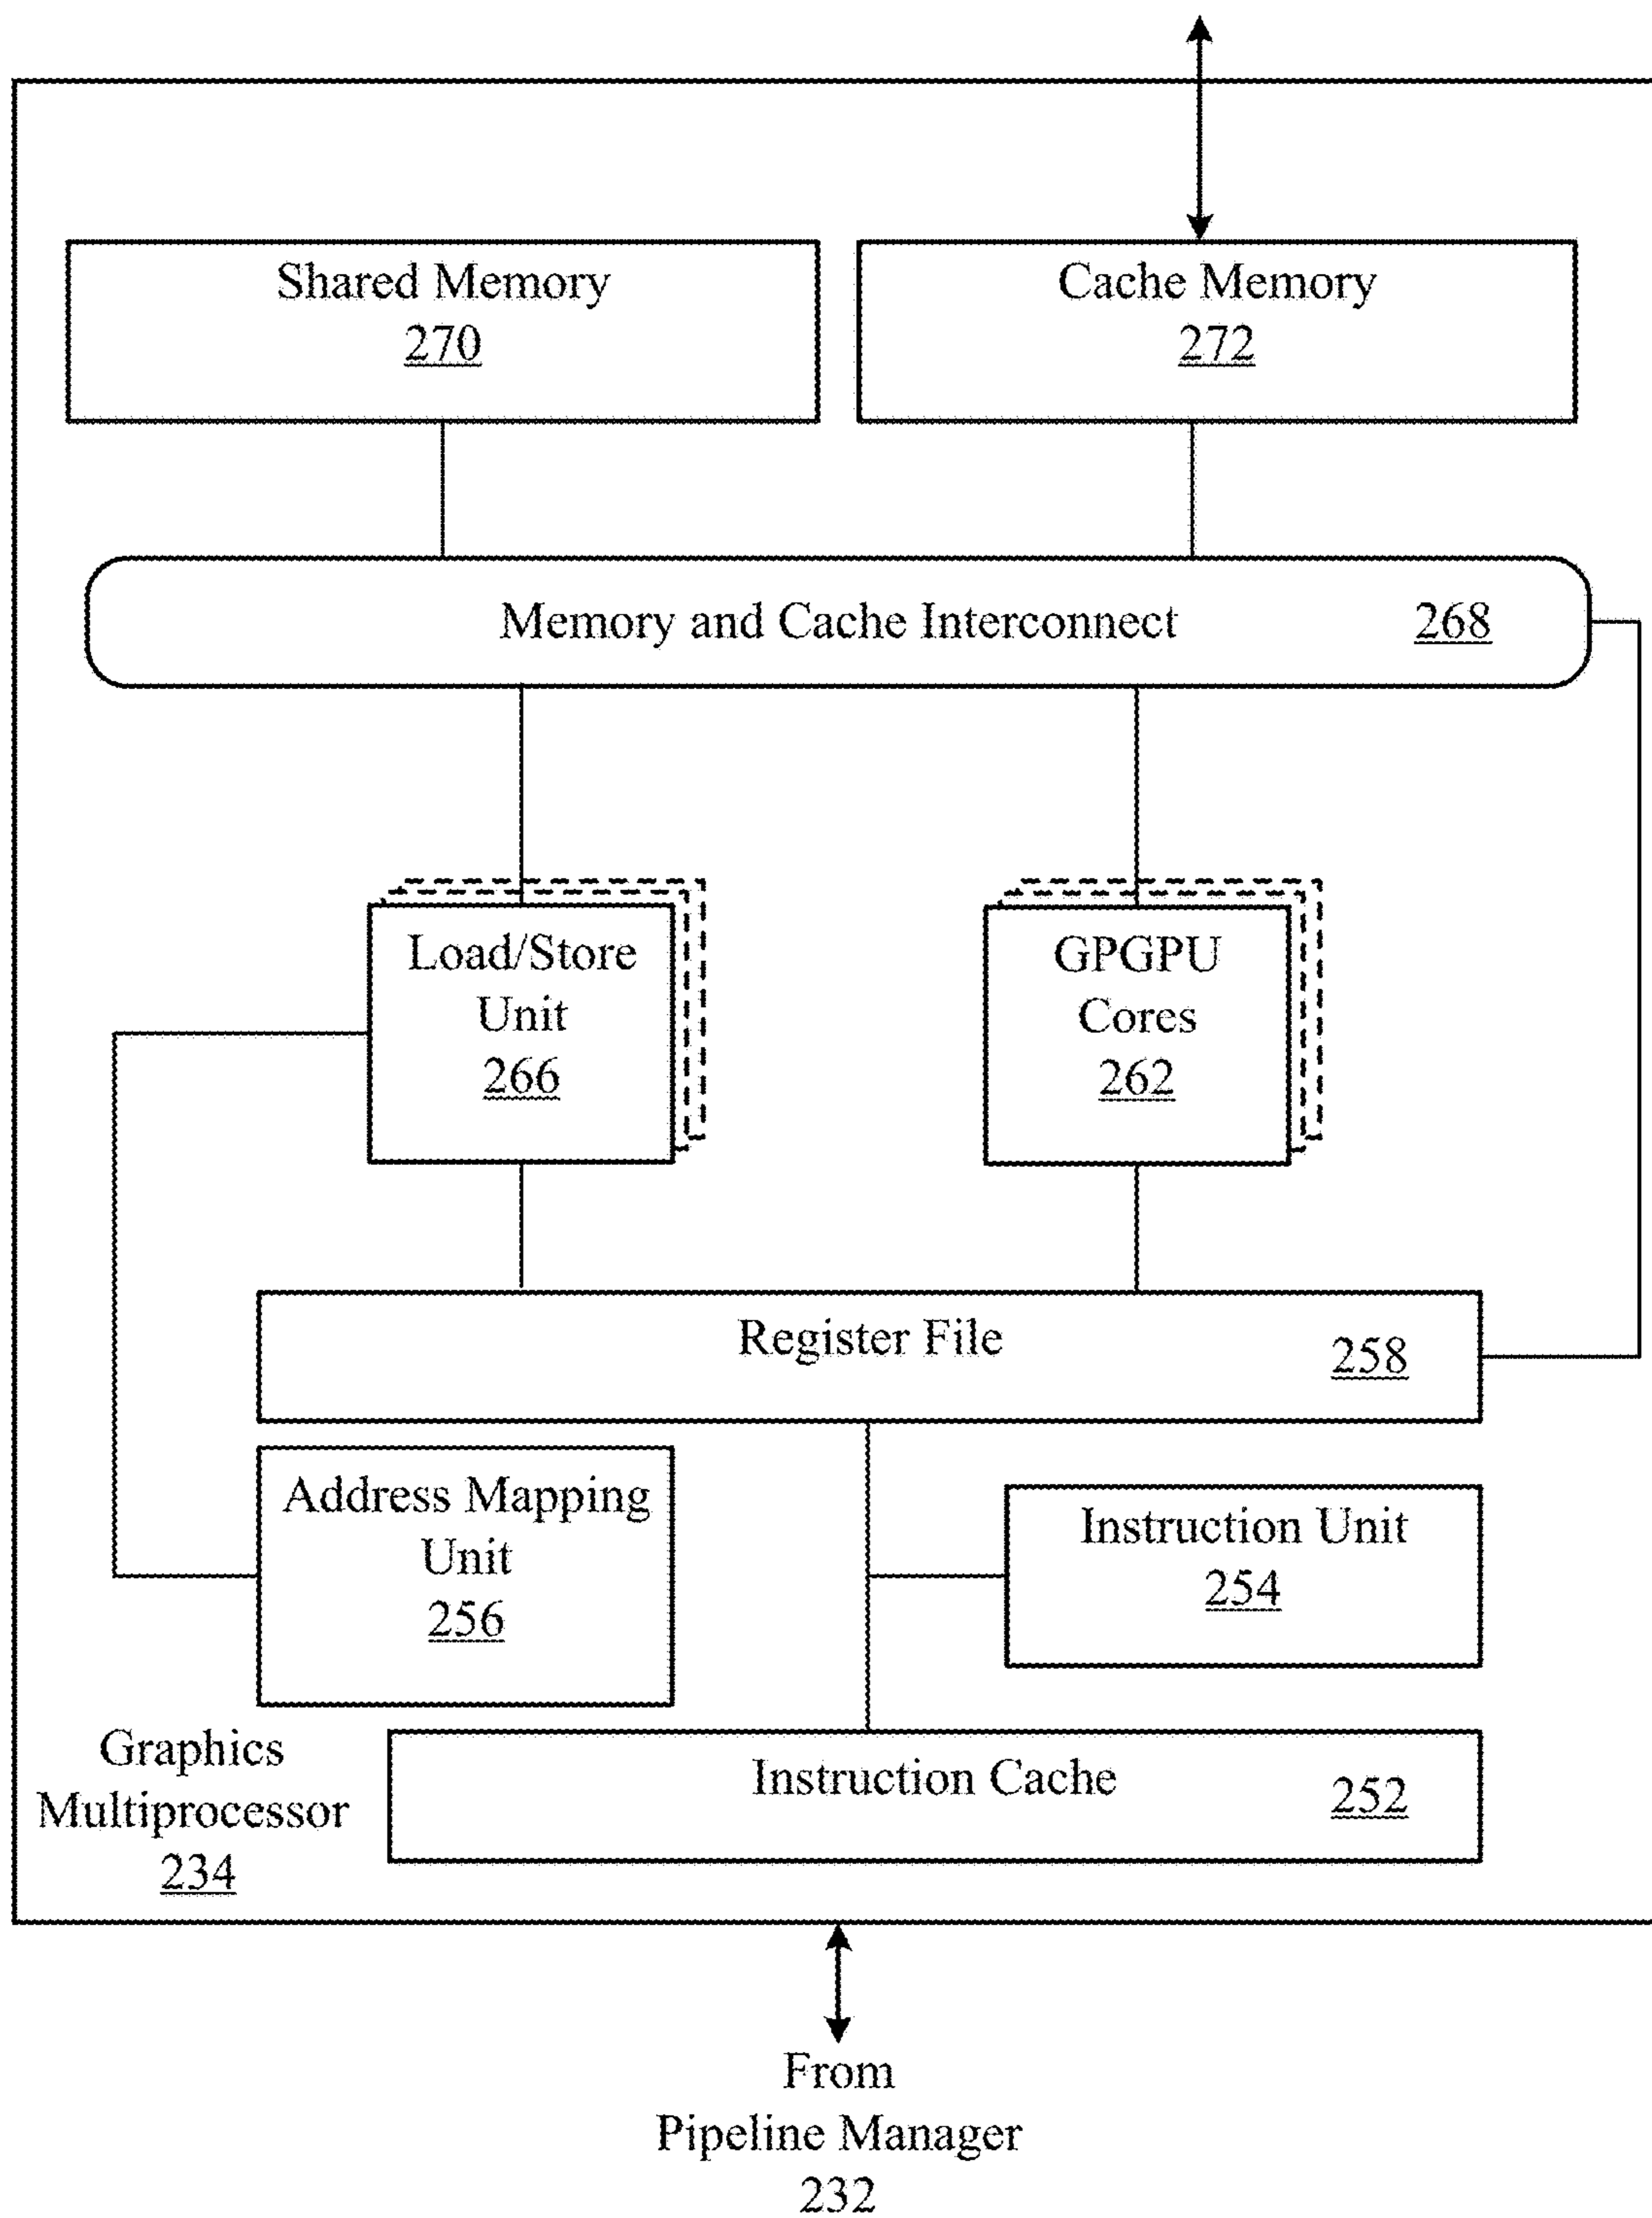 Shared Memory
270
Cache Memory
272
Memory and Cache Interconnect 268
Load/Store
Unit
266
GPGPU
Cores
262
Register File 258
Address Mapping
Unit
256
Instruction Unit
254
Graphics
Multiprocessor
234
Instruction Cache 252
From
Pipeline Manager
232